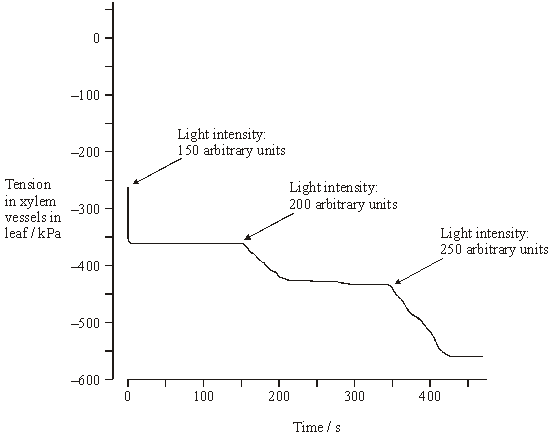 0
–100
–200
–300
–400
–500
–600
Tension
in xylem
vessels in
leaf / kPa
Light intensity:
150 arbitrary units
Light intensity:
200 arbitrary units
Light intensity:
250 arbitrary units
0 100 200 300 400
Time / s